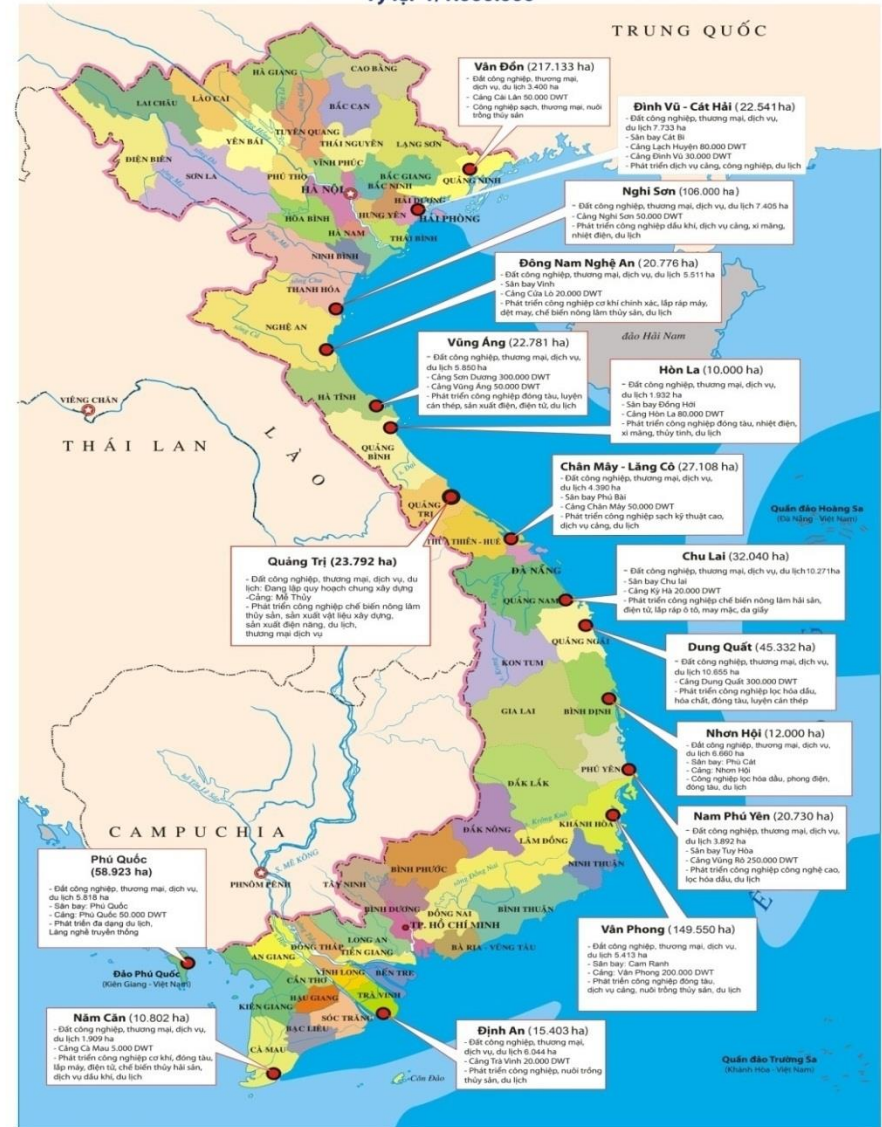 TRUNG QUỐC
Vân Đồn (217.133 ha)
- Đất công nghiệp, thương mại,
dịch vụ, du lịch 3.400 ha
- Cảng Cái Lân 50.000 DWT
- Công nghiệp sạch, thương mại, nuôi
trồng thủy sản
Đình Vũ - Cát Hải (22.541ha)
- Đất công nghiệp, thương mại, dịch vụ,
du lịch 7.733 ha
- Sân bay Cát Bi
- Cảng Lạch Huyện 80.000 DWT
- Cảng Đình Vũ 30.000 DWT
- Phát triển dịch vụ cảng, công nghiệp, du lịch
Nghi Sơn (106.000 ha)
- Đất công nghiệp, thương mại, dịch vụ, du lịch 7.405 ha
- Cảng Nghi Sơn 50.000 DWT
- Phát triển công nghiệp dầu khí, dịch vụ cảng, xi măng,
nhiệt điện, du lịch
Đông Nam Nghệ An (20.776 ha)
- Đất công nghiệp, thương mại, dịch vụ, du lịch 5.511 ha
- Sân bay Vinh
- Cảng Cửa Lò 20.000 DWT
- Phát triển công nghiệp cơ khí chính xác, lắp ráp máy,
dệt may, chế biến nông lâm thủy sản, du lịch
Vũng Áng (22.781 ha)
- Đất công nghiệp, thương mại, dịch vụ,
du lịch 5.850 ha
- Cảng Sơn Dương 300.000 DWT
- Cảng Vũng Áng 50.000 DWT
- Phát triển công nghiệp đóng tàu, luyện
cán thép, sản xuất điện, điện tử, du lịch
Hòn La (10.000 ha)
- Đất công nghiệp, thương mại, dịch vụ,
du lịch 1.932 ha
- Sân bay Đồng Hới
- Cảng Hòn La 80.000 DWT
- Phát triển công nghiệp đóng tàu, nhiệt điện,
xi măng, thủy tinh, du lịch
Chân Mây - Lăng Cô (27.108 ha)
- Đất công nghiệp, thương mại, dịch vụ,
du lịch 4.390 ha
- Sân bay Phú Bài
- Cảng Chân Mây 50.000 DWT
- Phát triển công nghiệp sạch kỹ thuật cao,
dịch vụ cảng, du lịch
Quảng Trị (23.792 ha)
- Đất công nghiệp, thương mại, dịch vụ, du
lịch: Đang lập quy hoạch chung xây dựng
-Cảng: Mỹ Thủy
- Phát triển công nghiệp chế biến nông lâm
thủy sản, sản xuất vật liệu xây dựng,
sản xuất điện năng, du lịch,
thương mại dịch vụ
Chu Lai (32.040 ha)
- Đất công nghiệp, thương mại, dịch vụ, du lịch10.271ha
- Sân bay Chu lai
- Cảng Kỳ Hà 20.000 DWT
- Phát triển công nghiệp chế biến nông lâm hải sản,
điện tử, lắp ráp ô tô, may mặc, da giầy
Dung Quất (45.332 ha)
- Đất công nghiệp, thương mại, dịch vụ,
du lịch 10.655 ha
- Cảng Dung Quất 300.000 DWT
- Phát triển công nghiệp lọc hóa dầu,
hóa chất, đóng tàu, luyện cán thép
Nhơn Hội (12.000 ha)
- Đất công nghiệp, thương mại, dịch vụ,
du lịch 6.660 ha
- Sân bay: Phù Cát
- Cảng: Nhơn Hội
- Công nghiệp lọc hóa dầu, phong điện,
đóng tàu, du lịch
Nam Phú Yên (20.730 ha)
- Đất công nghiệp, thương mại, dịch vụ,
du lịch 3.892 ha
- Sân bay Tuy Hòa
- Cảng Vũng Rô 250.000 DWT
- Phát triển công nghiệp công nghệ cao,
lọc hóa dầu, du lịch
Vân Phong (149.550 ha)
- Đất công nghiệp, thương mại, dịch vụ,
du lịch 5.413 ha
- Sân bay: Cam Ranh
- Cảng: Vân Phong 200.000 DWT
- Phát triển công nghiệp đóng tàu,
dịch vụ cảng, nuôi trồng thủy sản, du lịch
Phú Quốc
(58.923 ha)
- Đất công nghiệp, thương mại, dịch vụ,
du lịch 5.818 ha
- Sân bay: Phú Quốc
- Cảng: Phú Quốc 50.000 DWT
- Phát triển đa dạng du lịch,
Làng nghề truyền thống
Năm Căn (10.802 ha)
- Đất công nghiệp, thương mại, dịch vụ,
du lịch 1.909 ha
- Cảng Cà Mau 5.000 DWT
- Phát triển công nghiệp cơ khí, đóng tàu,
lắp máy, điện tử, chế biến thủy hải sản,
dịch vụ dầu khí, du lịch
Định An (15.403 ha)
- Đất công nghiệp, thương mại,
dịch vụ, du lịch 6.044 ha
- Cảng Trà Vinh 20.000 DWT
- Phát triển công nghiệp, nuôi trồng
thủy sản, du lịch
HÀ GIANG
CAO BẰNG
LAI CHÂU
LÀO CAI
BẮC CẠN
TUYÊN QUANG
YÊN BÁI
THÁI NGUYÊN
LẠNG SƠN
ĐIỆN BIÊN
SƠN LA
PHÚ THỌ
VĨNH PHÚC
BẮC GIANG
BẮC NINH
QUẢNG NINH
HÀ NỘI
HẢI DƯƠNG
HƯNG YÊN
HẢI PHÒNG
HÒA BÌNH
HÀ NAM
THÁI BÌNH
NINH BÌNH
THANH HÓA
sông Chu
NGHỆ AN
sông Cả
HÀ TĨNH
QUẢNG BÌNH
QUẢNG TRỊ
THỪA THIÊN - HUẾ
ĐÀ NẴNG
QUẢNG NAM
QUẢNG NGÃI
KON TUM
GIA LAI
BÌNH ĐỊNH
PHÚ YÊN
ĐẮK LẮK
KHÁNH HÒA
ĐẮK NÔNG
LÂM ĐỒNG
NINH THUẬN
BÌNH PHƯỚC
sông Đồng Nai
TÂY NINH
BÌNH DƯƠNG
ĐỒNG NAI
BÌNH THUẬN
TP. HỒ CHÍ MINH
BÀ RỊA - VŨNG TÀU
LONG AN
ĐỒNG THÁP
TIỀN GIANG
AN GIANG
VĨNH LONG
BẾN TRE
CẦN THƠ
TRÀ VINH
KIÊN GIANG
HẬU GIANG
SÓC TRĂNG
BẠC LIÊU
CÀ MAU
Côn Đảo
VIÊNG CHĂN
THÁI LAN
LÀO
CAMPUCHIA
S. MÊ KÔNG
PHNÔM PÊNH
đảo Hải Nam
Quần đảo Hoàng Sa
(Đà Nẵng - Việt Nam)
Đảo Phú Quốc
(Kiên Giang - Việt Nam)
Quần đảo Trường Sa
(Khánh Hòa - Việt Nam)